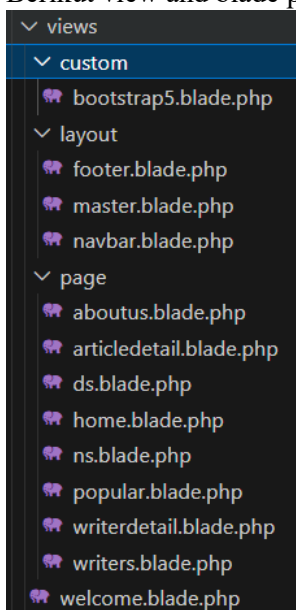 views
custom
bootstrap5.blade.php
layout
footer.blade.php
master.blade.php
navbar.blade.php
page
aboutus.blade.php
articledetail.blade.php
ds.blade.php
home.blade.php
ns.blade.php
popular.blade.php
writerdetail.blade.php
writers.blade.php
welcome.blade.php